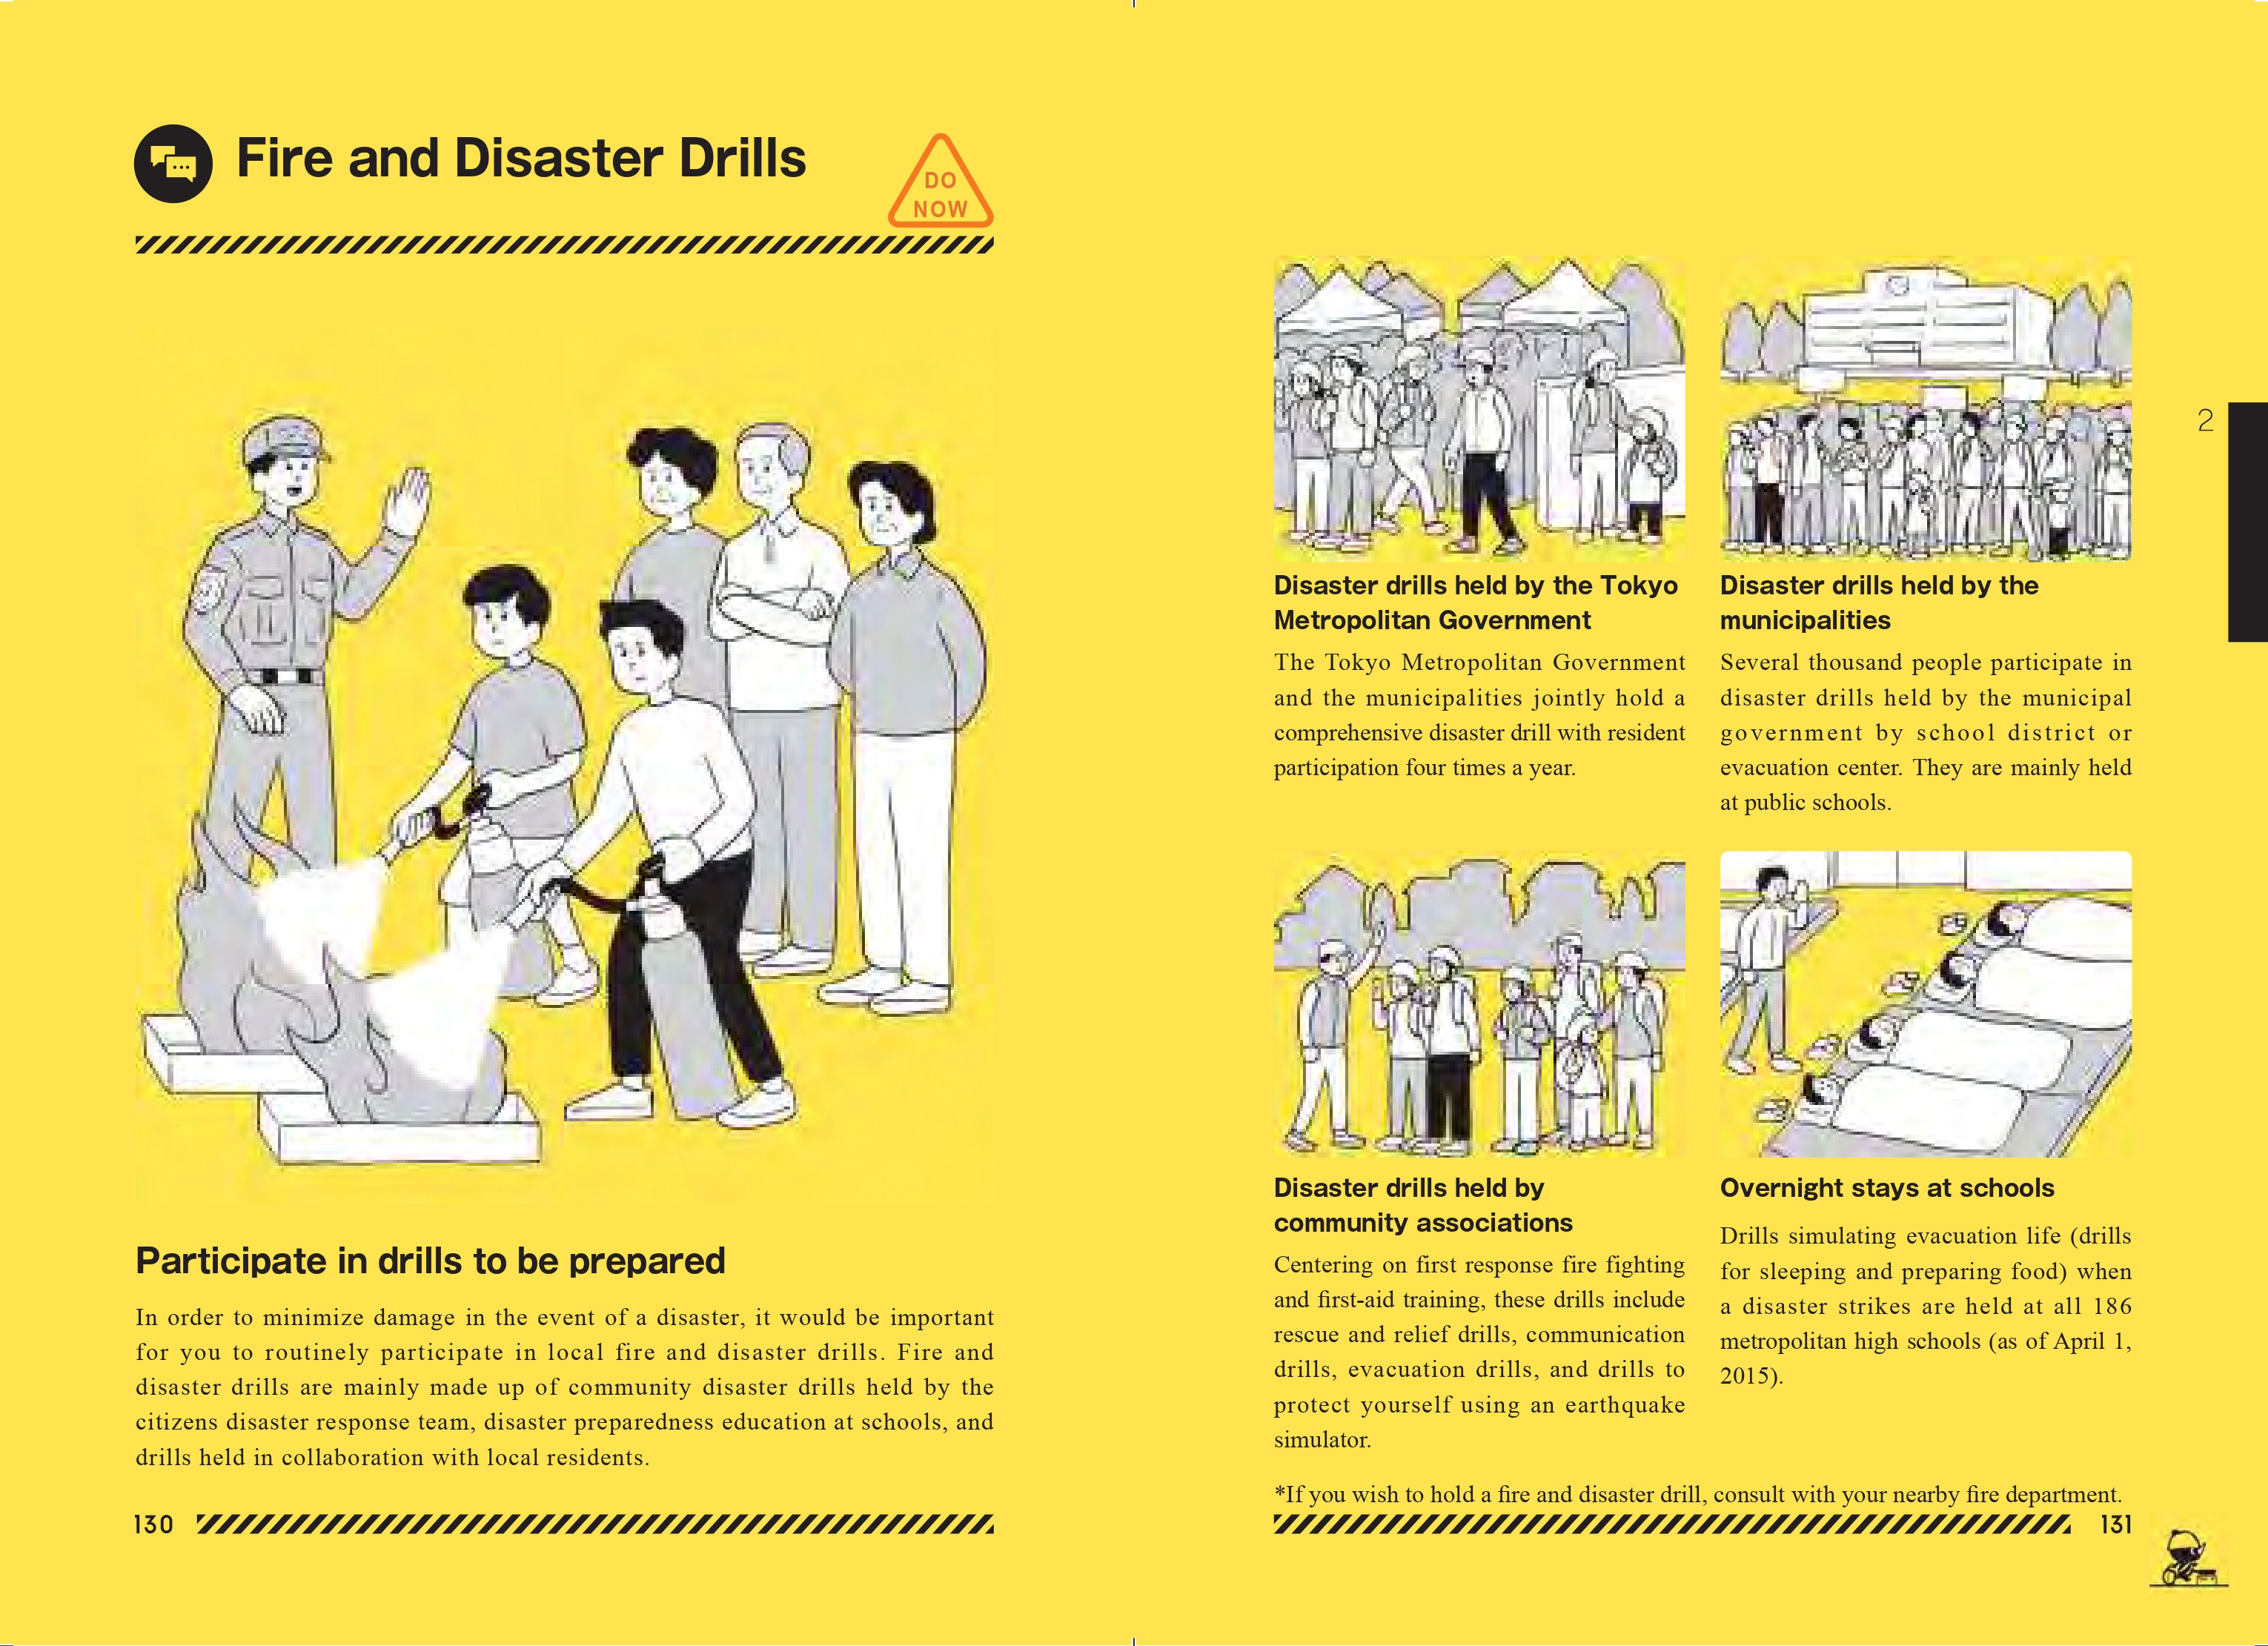 Fire and Disaster Drills
DO
NOW
Participate in drills to be prepared
In order to minimize damage in the event of a disaster, it would be important
for you to routinely participate in local fire and disaster drills. Fire and
disaster drills are mainly made up of community disaster drills held by the
citizens disaster response team, disaster preparedness education at schools, and
drills held in collaboration with local residents.
130
Disaster drills held by the Tokyo
Metropolitan Government
The Tokyo Metropolitan Government
and the municipalities jointly hold a
comprehensive disaster drill with resident
participation four times a year.
Disaster drills held by the
municipalities
Several thousand people participate in
disaster drills held by the municipal
government by school district or
evacuation center. They are mainly held
at public schools.
2
Disaster drills held by
community associations
Centering on first response fire fighting
and first-aid training, these drills include
rescue and relief drills, communication
drills, evacuation drills, and drills to
protect yourself using an earthquake
simulator.
Overnight stays at schools
Drills simulating evacuation life (drills
for sleeping and preparing food) when
a disaster strikes are held at all 186
metropolitan high schools (as of April 1,
2015).
*If you wish to hold a fire and disaster drill, consult with your nearby fire department.
131